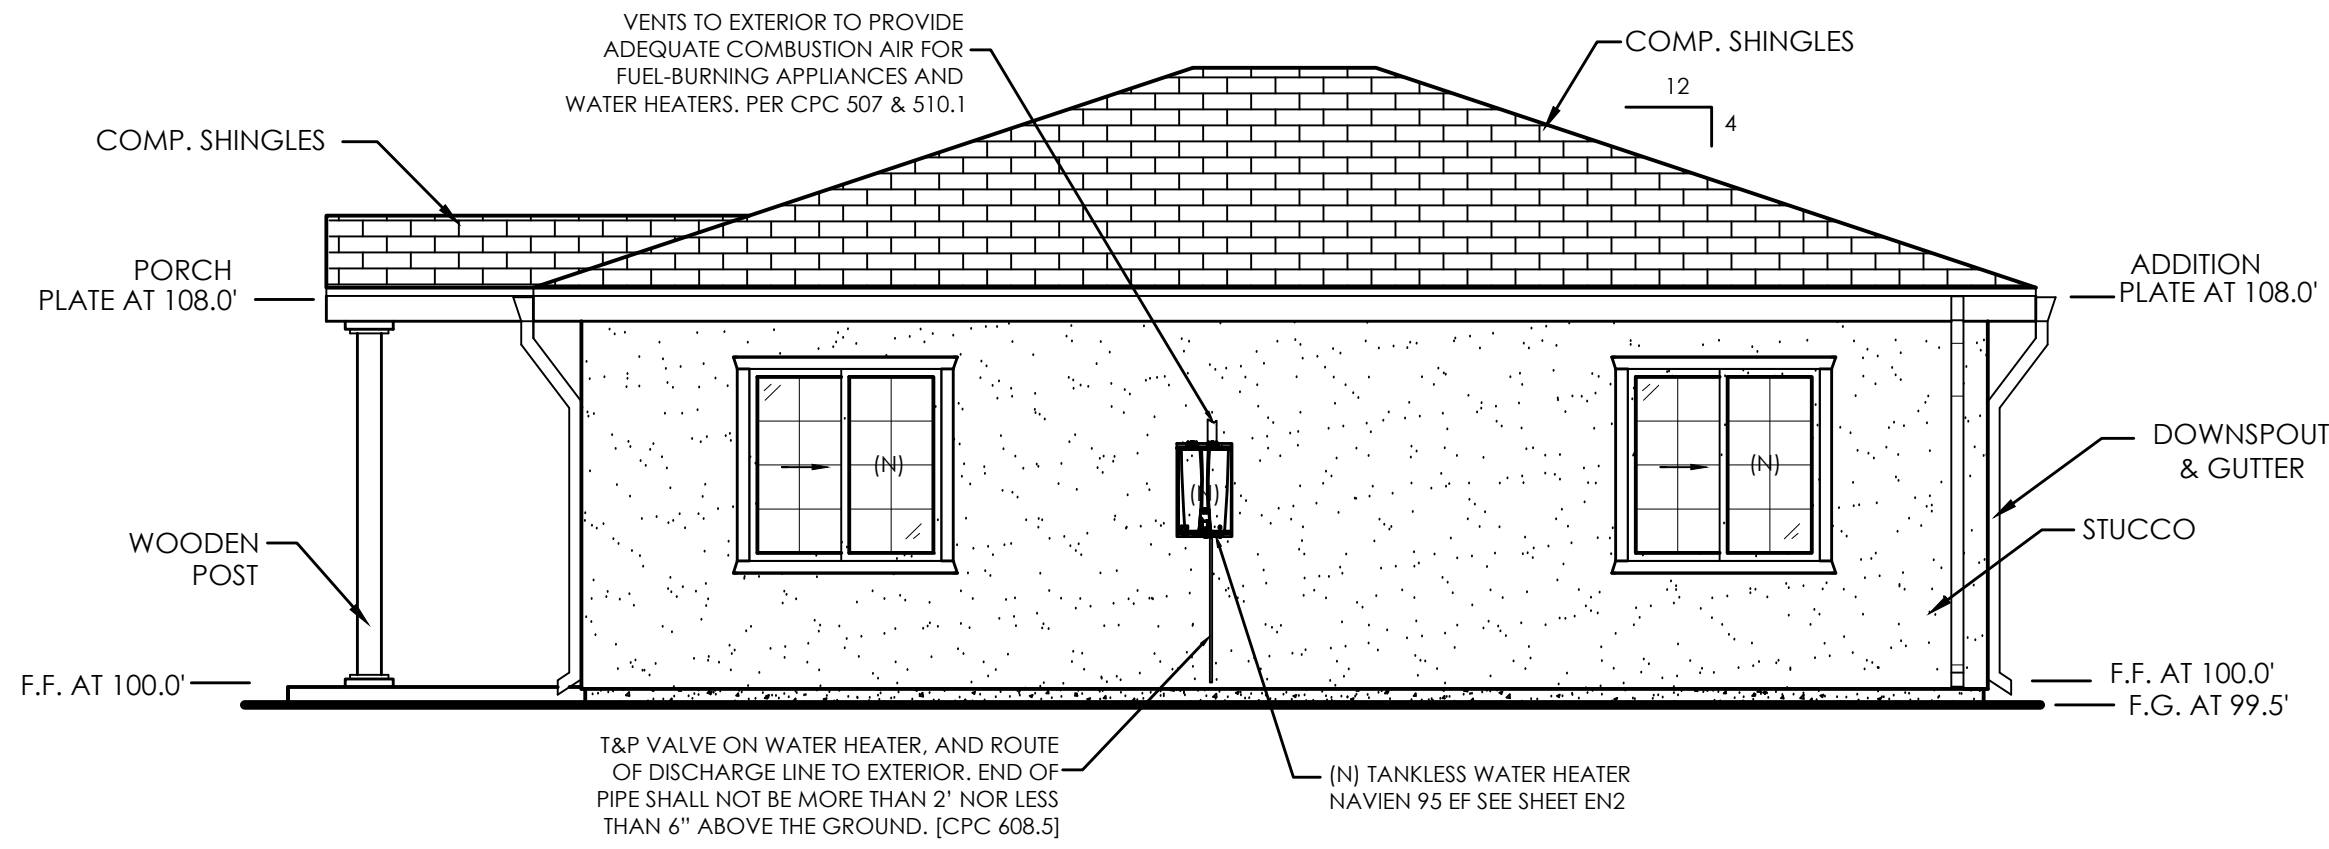 VENTS TO EXTERIOR TO PROVIDE
ADEQUATE COMBUSTION AIR FOR
FUEL-BURNING APPLIANCES AND
WATER HEATERS. PER CPC 507 & 510.1
COMP. SHINGLES
12
4
COMP. SHINGLES
PORCH
PLATE AT 108.0'
ADDITION
PLATE AT 108.0'
(N)
(N)
(N)
DOWNSPOUT
& GUTTER
STUCCO
WOODEN
POST
F.F. AT 100.0'
F.F. AT 100.0'
F.G. AT 99.5'
T&P VALVE ON WATER HEATER, AND ROUTE
OF DISCHARGE LINE TO EXTERIOR. END OF
PIPE SHALL NOT BE MORE THAN 2’ NOR LESS
THAN 6” ABOVE THE GROUND. [CPC 608.5]
(N) TANKLESS WATER HEATER
NAVIEN 95 EF SEE SHEET EN2